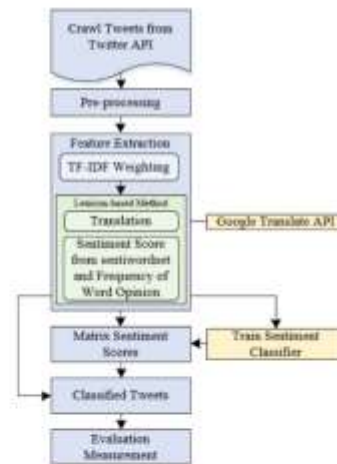 Crawl Tweets from
Twitter API
Pre-processing
Feature Extraction
TF-IDF Weighting
Lexicon-based Method
Translation
Google Translate API
Sentiment Score
from sentiwordnet
and Frequency of
Word Opinion
Matrix Sentiment
Scores
Train Sentiment
Classifier
Classified Tweets
Evaluation
Measurement